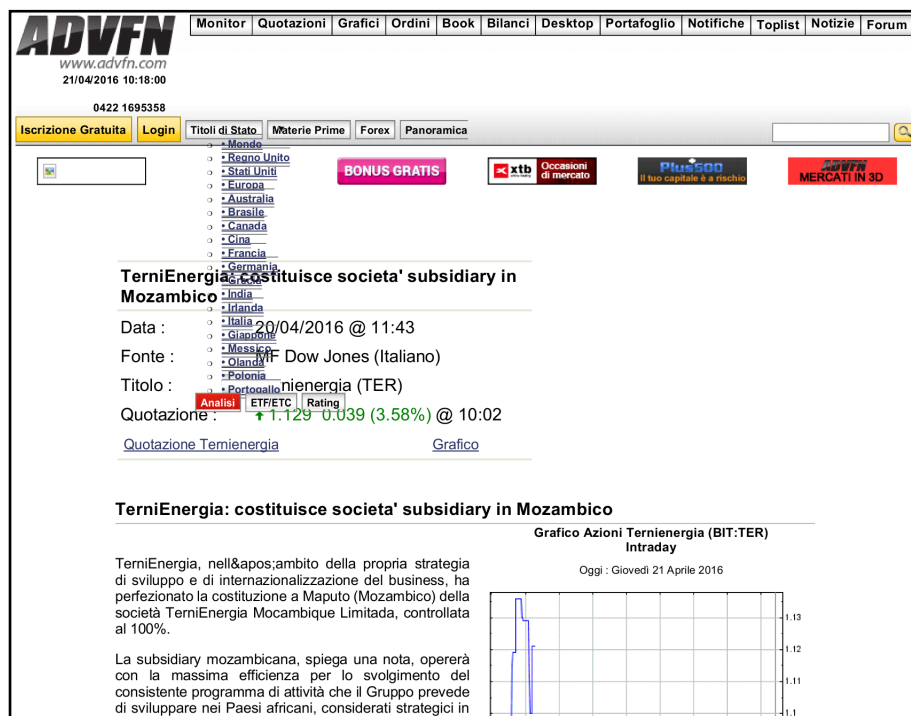 ADVFN
www.advfn.com
21/04/2016 10:18:00
0422 1695358
Monitor Quotazioni Grafici Ordini Book Bilanci Desktop Portafoglio Notifiche Toplist Notizie Forum
Iscrizione Gratuita Login Titoli di Stato Materie Prime Forex Panoramica
• Mondo
• Regno Unito
• Stati Uniti
• Europa
• Australia
• Brasile
• Canada
• Cina
• Francia
• Germania
• Grecia
• India
• Irlanda
• Italia
• Giappone
• Messico
• Olanda
• Polonia
• Portogallo
Analisi ETF/ETC Rating
BONUS GRATIS
xtb Occasioni
di mercato
Plus500
Il tuo capitale è a rischio
ADVFN
MERCATI IN 3D
TerniEnergia: costituisce societa' subsidiary in
Mozambico
Data : 20/04/2016 @ 11:43
Fonte : MF Dow Jones (Italiano)
Titolo : nienergia (TER)
Quotazione : 1.129 0.039 (3.58%) @ 10:02
Quotazione Ternienergia Grafico
TerniEnergia: costituisce societa' subsidiary in Mozambico
TerniEnergia, nell&apos;ambito della propria strategia
di sviluppo e di internazionalizzazione del business, ha
perfezionato la costituzione a Maputo (Mozambico) della
società TerniEnergia Mocambique Limitada, controllata
al 100%.
La subsidiary mozambicana, spiega una nota, opererà
con la massima efficienza per lo svolgimento del
consistente programma di attività che il Gruppo prevede
di sviluppare nei Paesi africani, considerati strategici in
Grafico Azioni Ternienergia (BIT:TER)
Intraday
Oggi : Giovedì 21 Aprile 2016
1.13
1.12
1.11
1.1